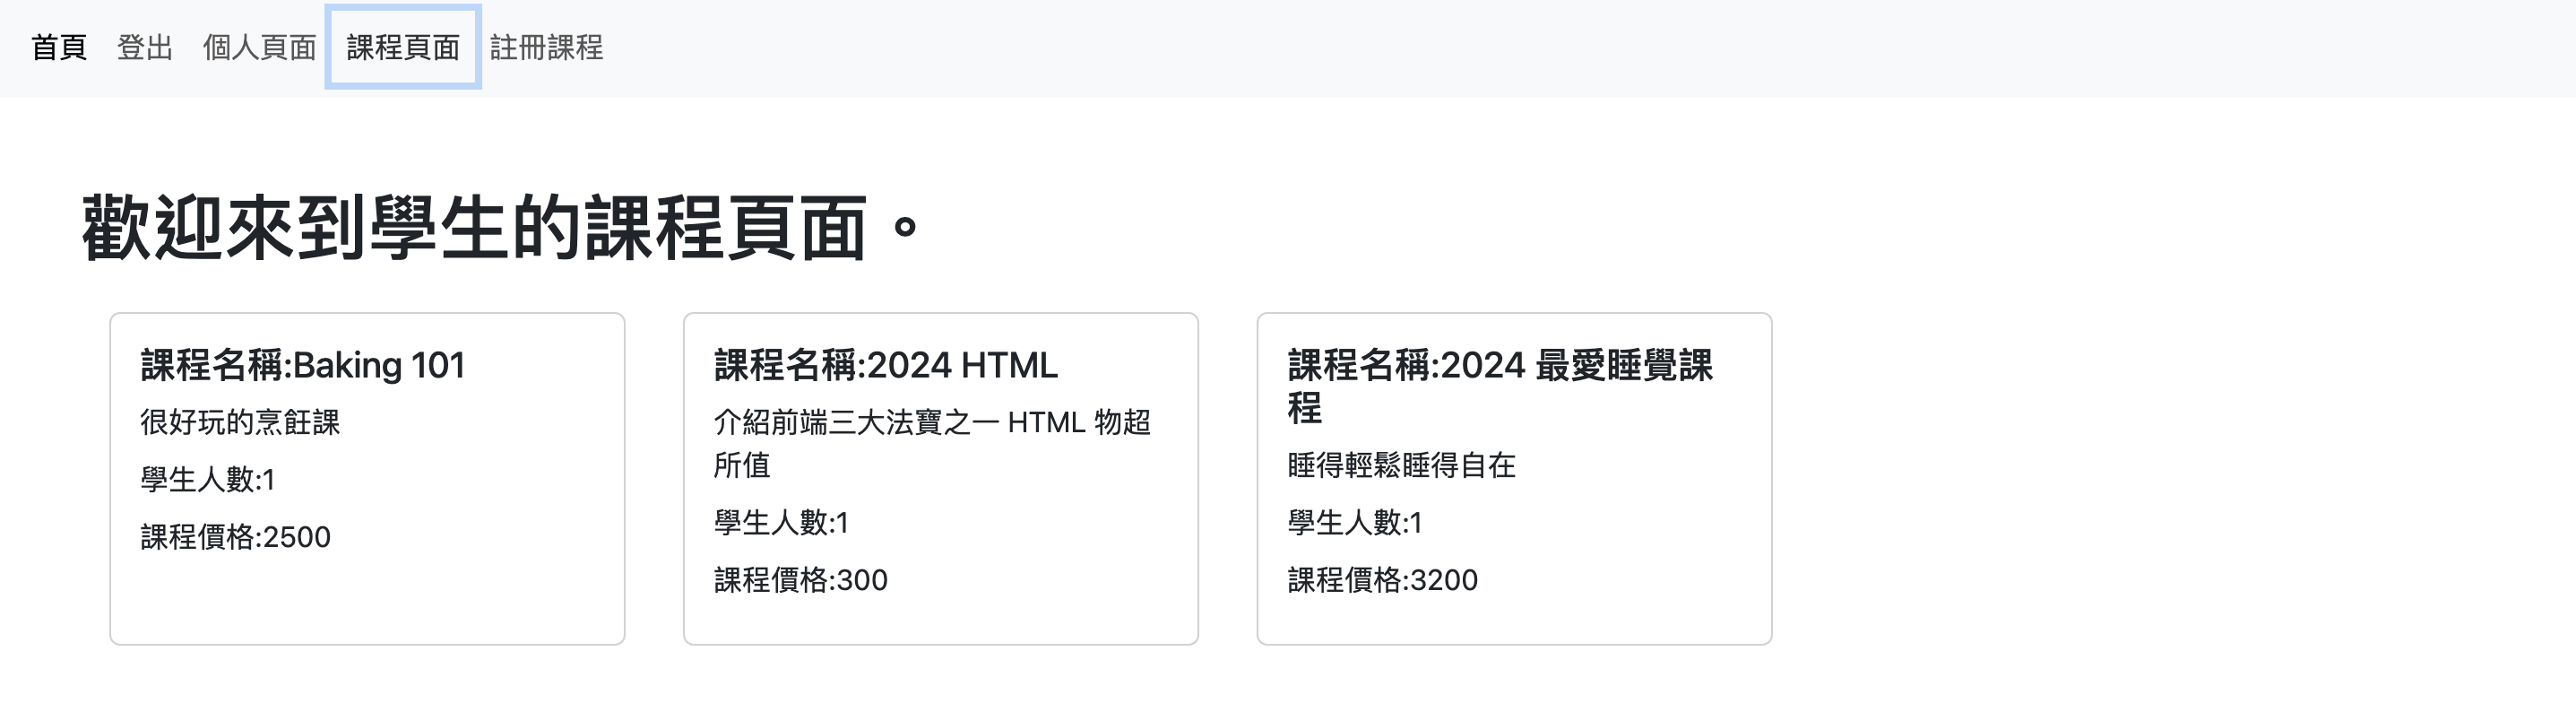 首頁 登出 個人頁面 課程頁面 註冊課程
歡迎來到學生的課程頁面。
課程名稱:Baking 101
很好玩的烹飪課
學生人數:1
課程價格:2500
課程名稱:2024 HTML
介紹前端三大法寶之一 HTML 物超
所值
學生人數:1
課程價格:300
課程名稱:2024 最愛睡覺課
程
睡得輕鬆睡得自在
學生人數:1
課程價格:3200